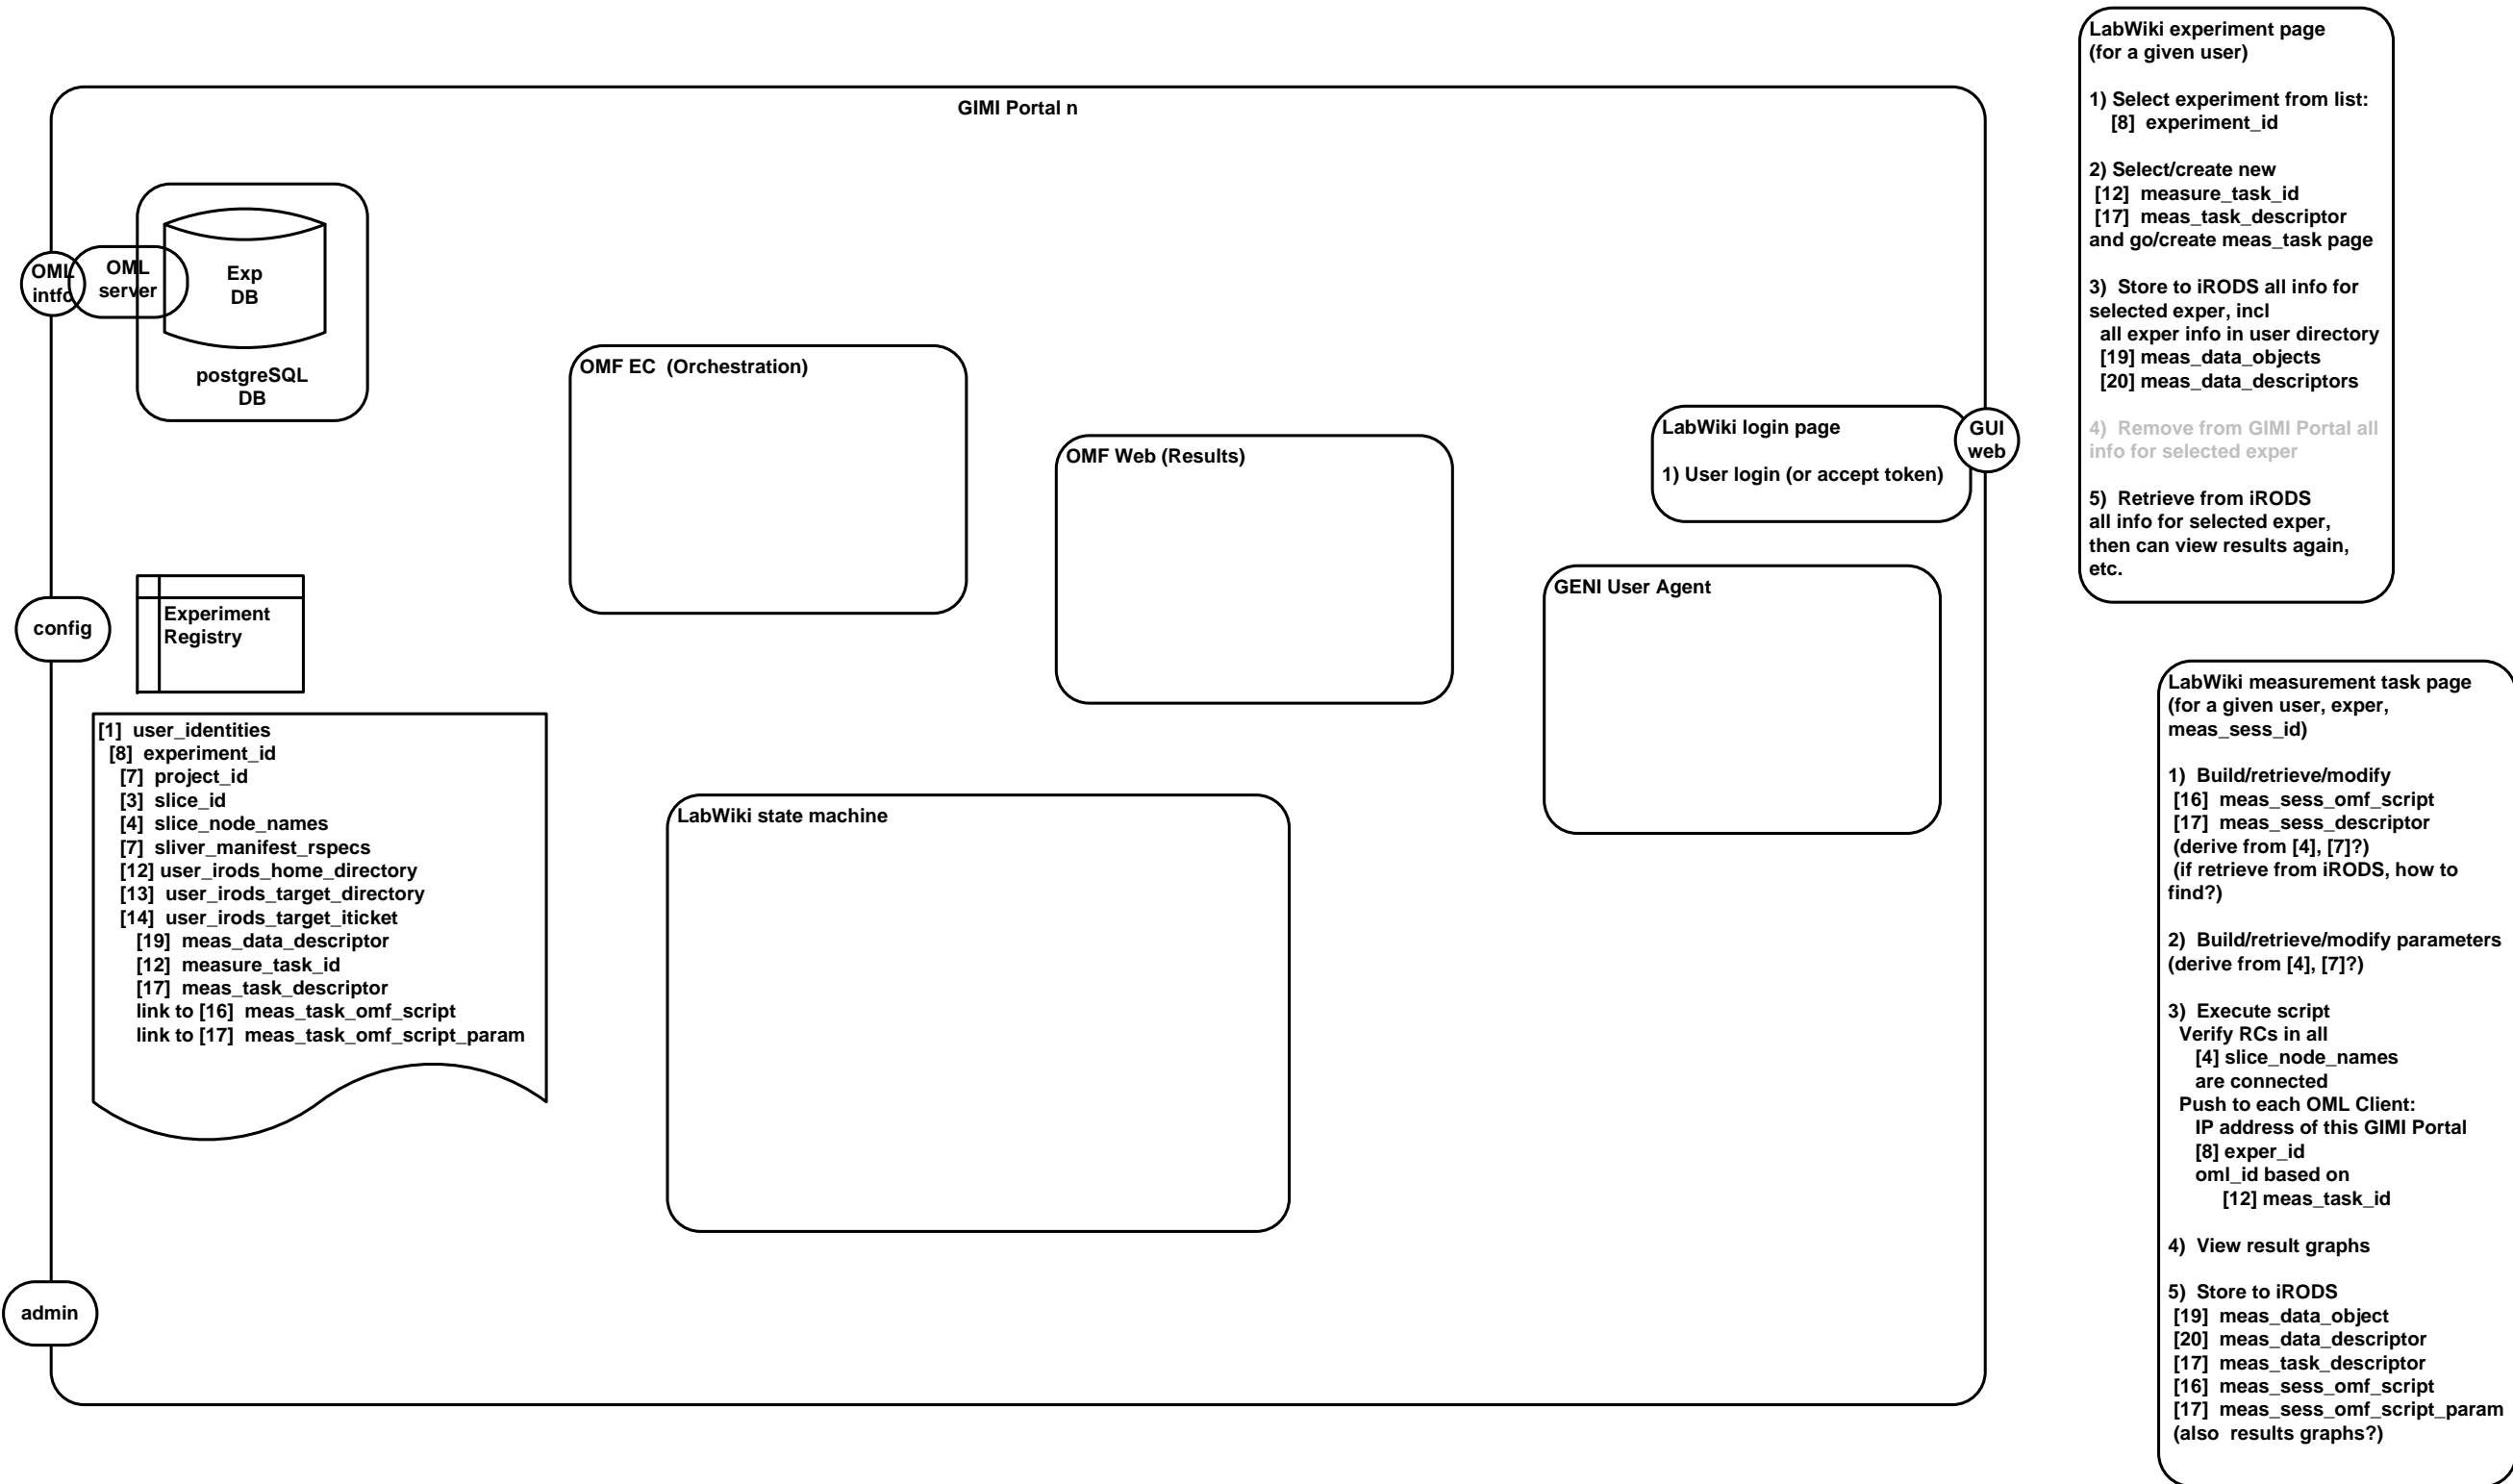 GIMI Portal n
OML
intfc
OML
server
Exp
DB
postgreSQL
DB
OMF EC  (Orchestration)
OMF Web (Results)
LabWiki login page
1) User login (or accept token)
GUI
web
GENI User Agent
config
Experiment
Registry
[1]  user_identities
[8]  experiment_id
[7]  project_id
[3]  slice_id
[4]  slice_node_names
[7]  sliver_manifest_rspecs
[12] user_irods_home_directory
[13]  user_irods_target_directory
[14]  user_irods_target_iticket
[19]  meas_data_descriptor
[12]  measure_task_id
[17]  meas_task_descriptor
link to [16]  meas_task_omf_script
link to [17]  meas_task_omf_script_param
LabWiki state machine
admin
LabWiki experiment page
(for a given user)
1) Select experiment from list:
[8]  experiment_id
2) Select/create new
[12]  measure_task_id
[17]  meas_task_descriptor
and go/create meas_task page
3)  Store to iRODS all info for
selected exper, incl
all exper info in user directory
[19] meas_data_objects
[20] meas_data_descriptors
4)  Remove from GIMI Portal all
info for selected exper
5)  Retrieve from iRODS
all info for selected exper,
then can view results again,
etc.
LabWiki measurement task page
(for a given user, exper,
meas_sess_id)
1)  Build/retrieve/modify
[16]  meas_sess_omf_script
[17]  meas_sess_descriptor
(derive from [4], [7]?)
(if retrieve from iRODS, how to
find?)
2)  Build/retrieve/modify parameters
(derive from [4], [7]?)
3)  Execute script
Verify RCs in all
[4] slice_node_names
are connected
Push to each OML Client:
IP address of this GIMI Portal
[8] exper_id
oml_id based on
[12] meas_task_id
4)  View result graphs
5)  Store to iRODS
[19]  meas_data_object
[20]  meas_data_descriptor
[17]  meas_task_descriptor
[16]  meas_sess_omf_script
[17]  meas_sess_omf_script_param
(also  results graphs?)